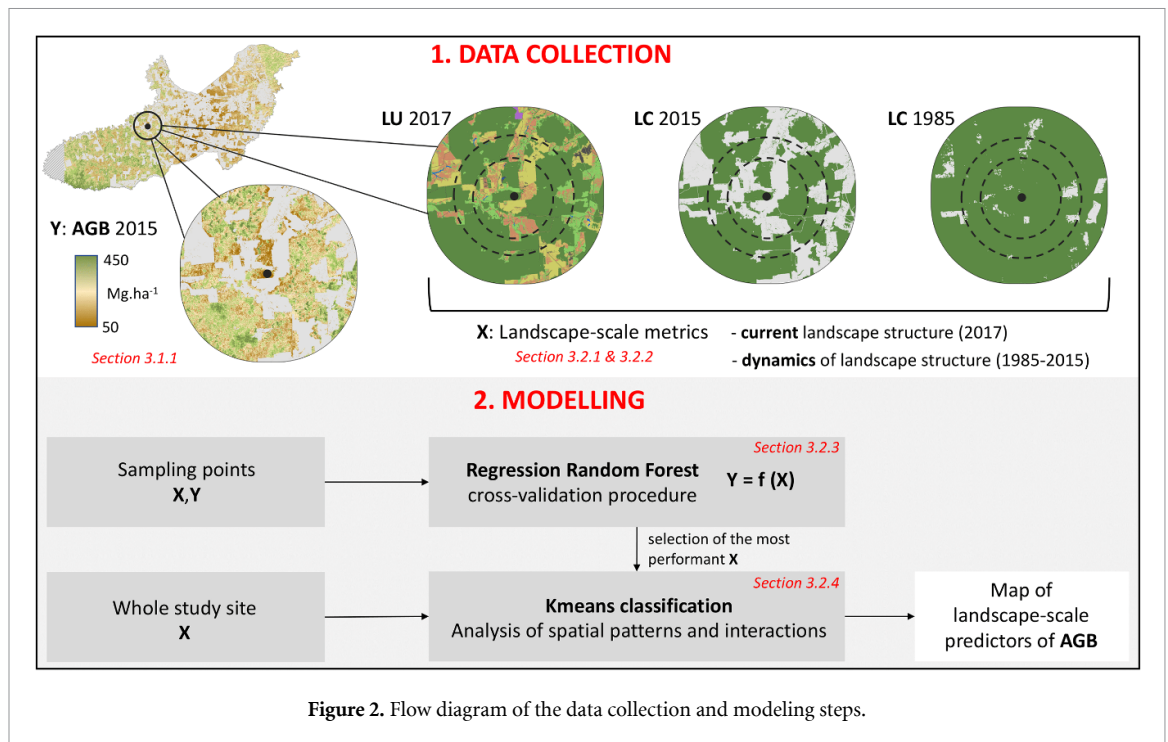 1. DATA COLLECTION
LU 2017
LC 2015
LC 1985
Y: AGB 2015
450
Mg.ha⁻¹
50
Section 3.1.1
X: Landscape-scale metrics
- current landscape structure (2017)
Section 3.2.1 & 3.2.2
- dynamics of landscape structure (1985-2015)
2. MODELLING
Sampling points
X,Y
Section 3.2.3
Regression Random Forest
cross-validation procedure
Y = f (X)
selection of the most
performant X
Whole study site
X
Section 3.2.4
Kmeans classification
Analysis of spatial patterns and interactions
Map of
landscape-scale
predictors of AGB
Figure 2. Flow diagram of the data collection and modeling steps.